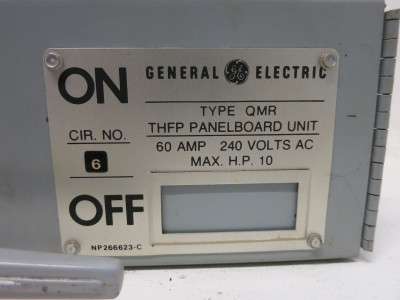 ON
GENERAL GE ELECTRIC
TYPE QMR
CIR. NO.
THFP PANELBOARD UNIT
6
60 AMP 240 VOLTS AC
MAX. H.P. 10
OFF
NP266623-C